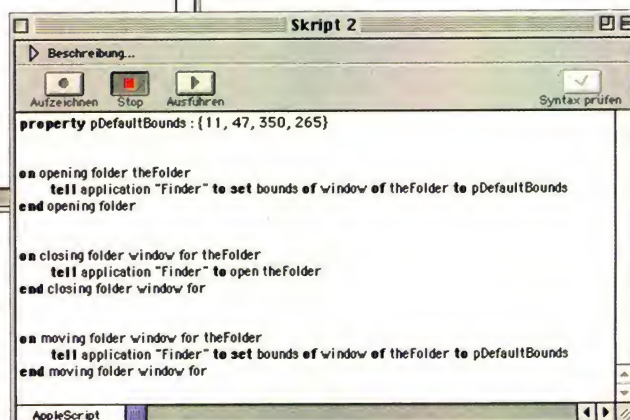 Skript 2
Beschreibung...
Aufzeichnen Stop Ausführen Syntax prüfen
property pDefaultBounds : {11, 47, 350, 265}
on opening folder theFolder
tell application "Finder" to set bounds of window of theFolder to pDefaultBounds
end opening folder
on closing folder window for theFolder
tell application "Finder" to open theFolder
end closing folder window for
on moving folder window for theFolder
tell application "Finder" to set bounds of window of theFolder to pDefaultBounds
end moving folder window for
AppleScript